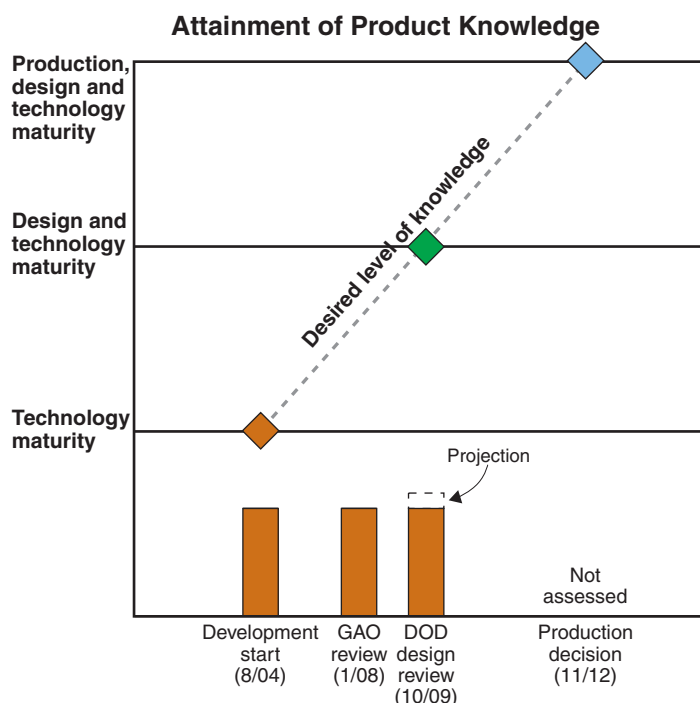 Attainment of Product Knowledge
Production,
design and
technology
maturity
Design and
technology
maturity
Desired level of knowledge
Technology
maturity
Projection
Not
assessed
Development
start
(8/04)
GAO
review
(1/08)
DOD
design
review
(10/09)
Production
decision
(11/12)